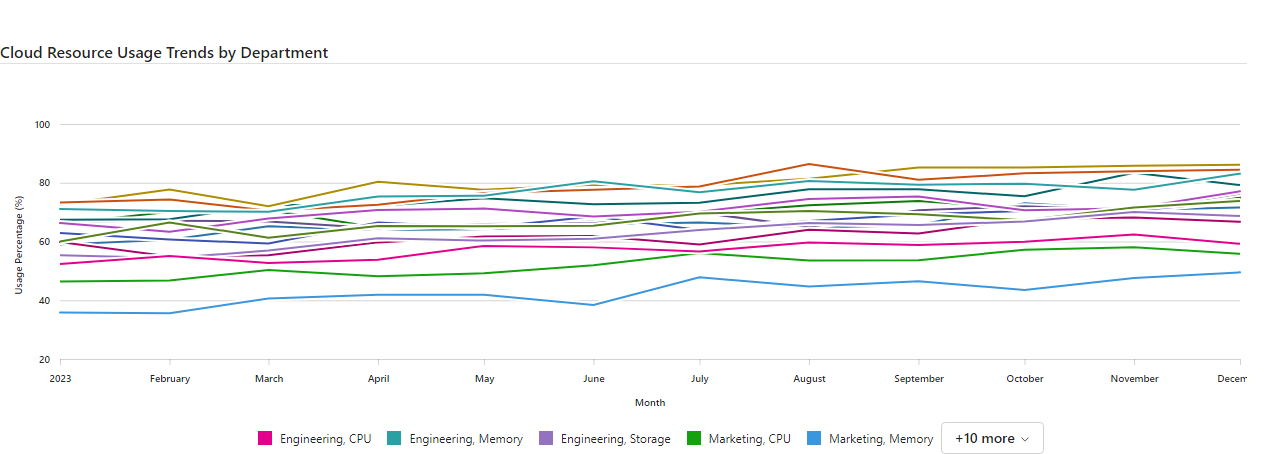 Cloud Resource Usage Trends by Department
Usage Percentage (%)
100
80
60
40
20
2023 February March April May June July August September October November Decem
Month
Engineering, CPU Engineering, Memory Engineering, Storage Marketing, CPU Marketing, Memory +10 more